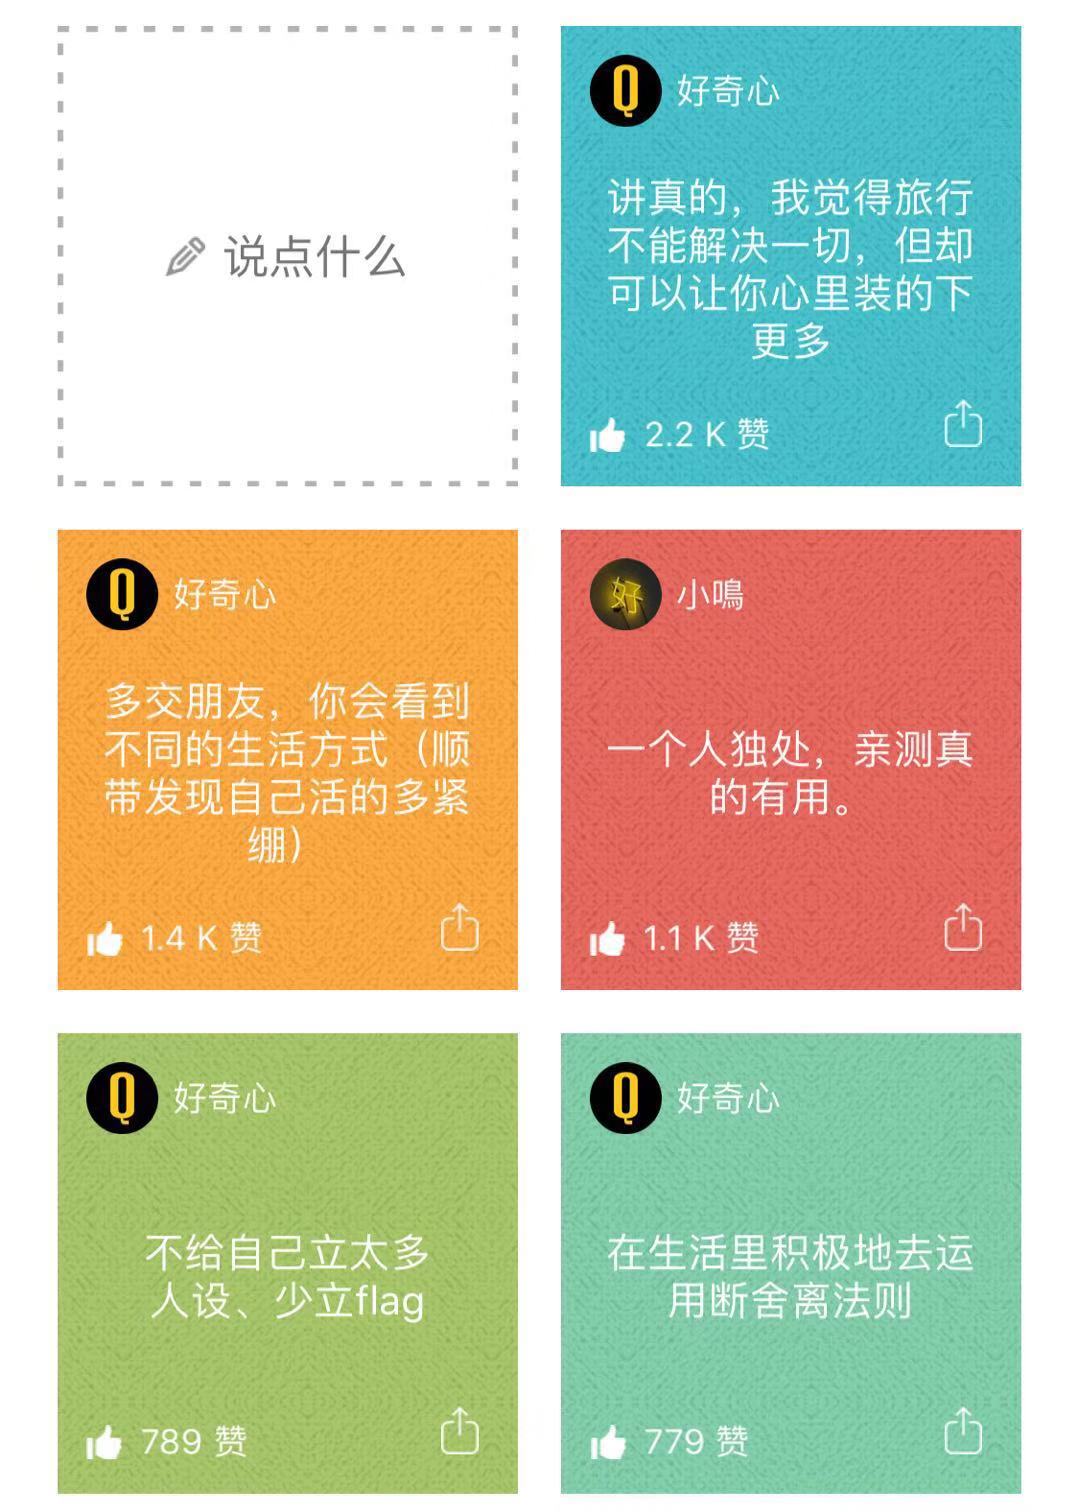 说点什么
Q 好奇心
讲真的，我觉得旅行
不能解决一切，但却
可以让你心里装的下
更多
2.2 K 赞
Q 好奇心
多交朋友，你会看到
不同的生活方式（顺
带发现自己活的多紧
绷）
1.4 K 赞
好 小鳴
一个人独处，亲测真
的有用。
1.1 K 赞
Q 好奇心
不给自己立太多
人设、少立flag
789 赞
Q 好奇心
在生活里积极地去运
用断舍离法则
779 赞